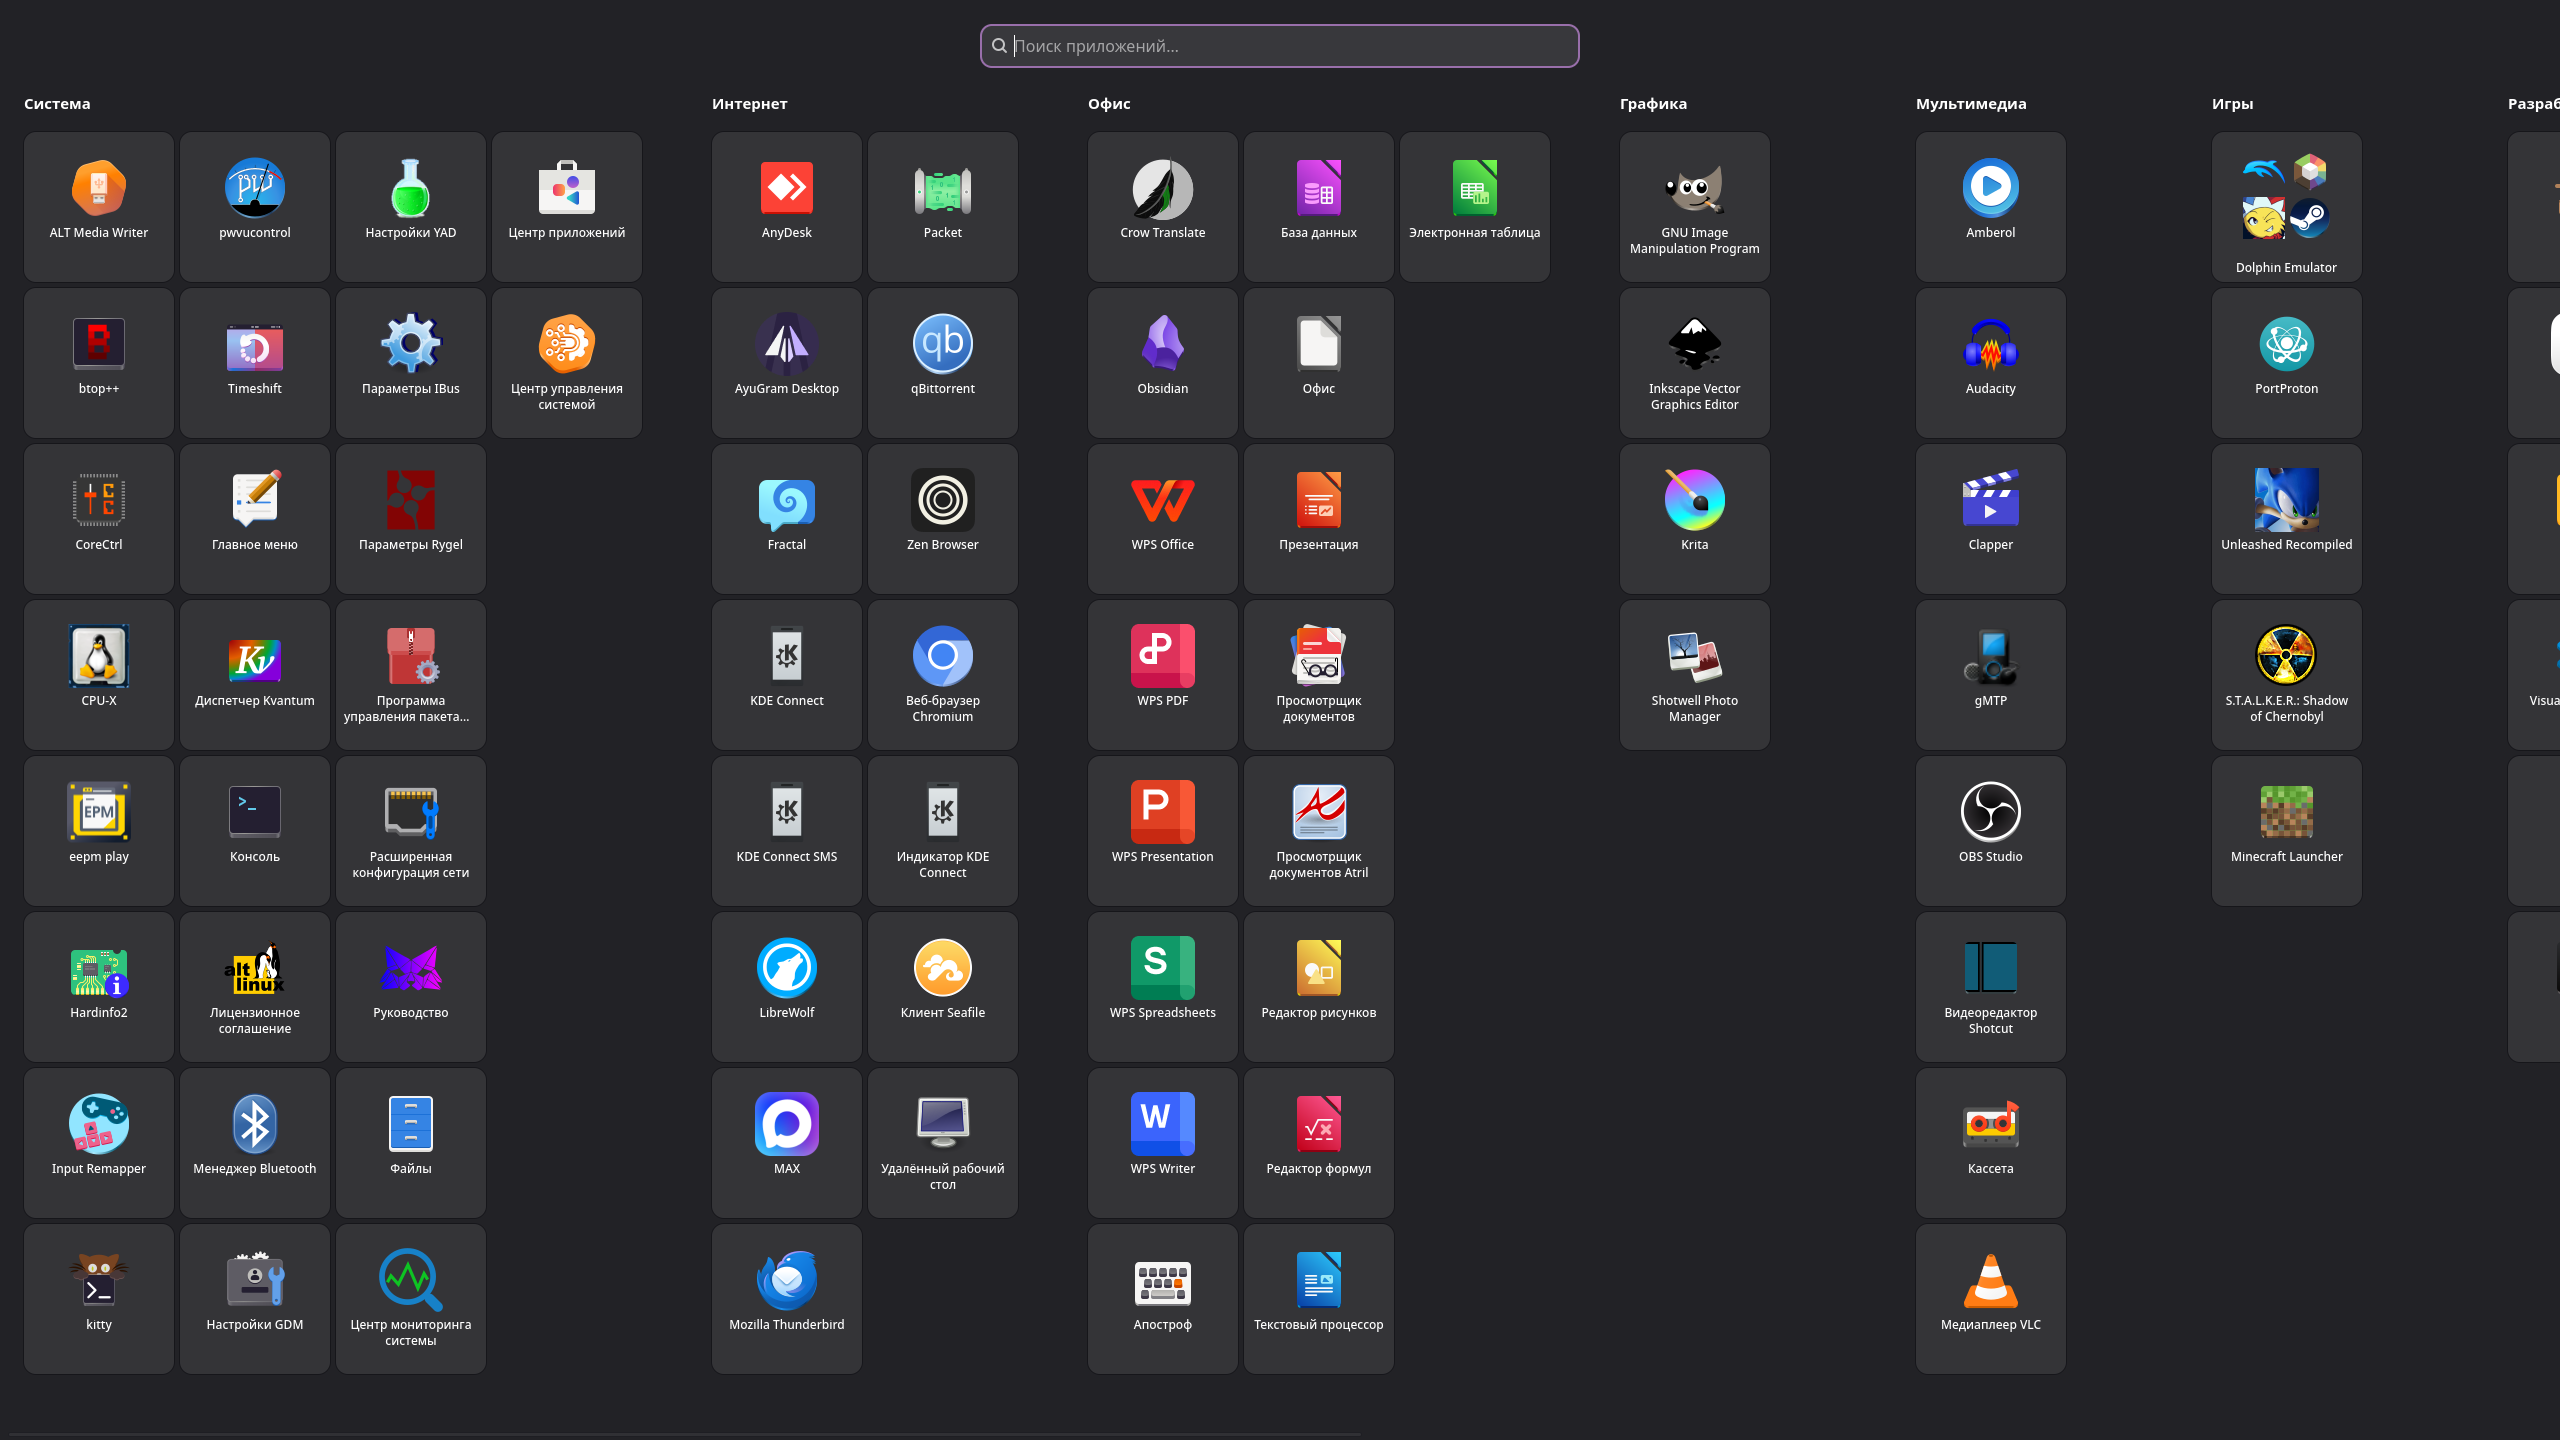 Поиск приложений...
Система
ALT Media Writer
pwvucontrol
Настройки YAD
Центр приложений
btop++
Timeshift
Параметры IBus
Центр управления
системой
CoreCtrl
Главное меню
Параметры Rygel
CPU-X
Диспетчер Kvantum
Программа
управления пакета...
EPM
eepm play
Консоль
Расширенная
конфигурация сети
Hardinfo2
alt
linux
Лицензионное
соглашение
Руководство
Input Remapper
Менеджер Bluetooth
Файлы
kitty
Настройки GDM
Центр мониторинга
системы
Интернет
AnyDesk
Packet
AyuGram Desktop
qb
qBittorrent
Fractal
Zen Browser
KDE Connect
Веб-браузер
Chromium
KDE Connect SMS
Индикатор KDE
Connect
LibreWolf
Клиент Seafile
MAX
Удалённый рабочий
стол
Mozilla Thunderbird
Офис
Crow Translate
База данных
Электронная таблица
Obsidian
Офис
WPS Office
Презентация
WPS PDF
Просмотрщик
документов
WPS Presentation
Просмотрщик
документов Atril
WPS Spreadsheets
Редактор рисунков
WPS Writer
Редактор формул
Апостроф
Текстовый процессор
Графика
GNU Image
Manipulation Program
Inkscape Vector
Graphics Editor
Krita
Shotwell Photo
Manager
Мультимедиа
Amberol
Audacity
Clapper
gMTP
OBS Studio
Видеоредактор
Shotcut
Кассета
Медиаплеер VLC
Игры
Dolphin Emulator
PortProton
Unleashed Recompiled
S.T.A.L.K.E.R.: Shadow
of Chernobyl
Minecraft Launcher
Разраб
Visua